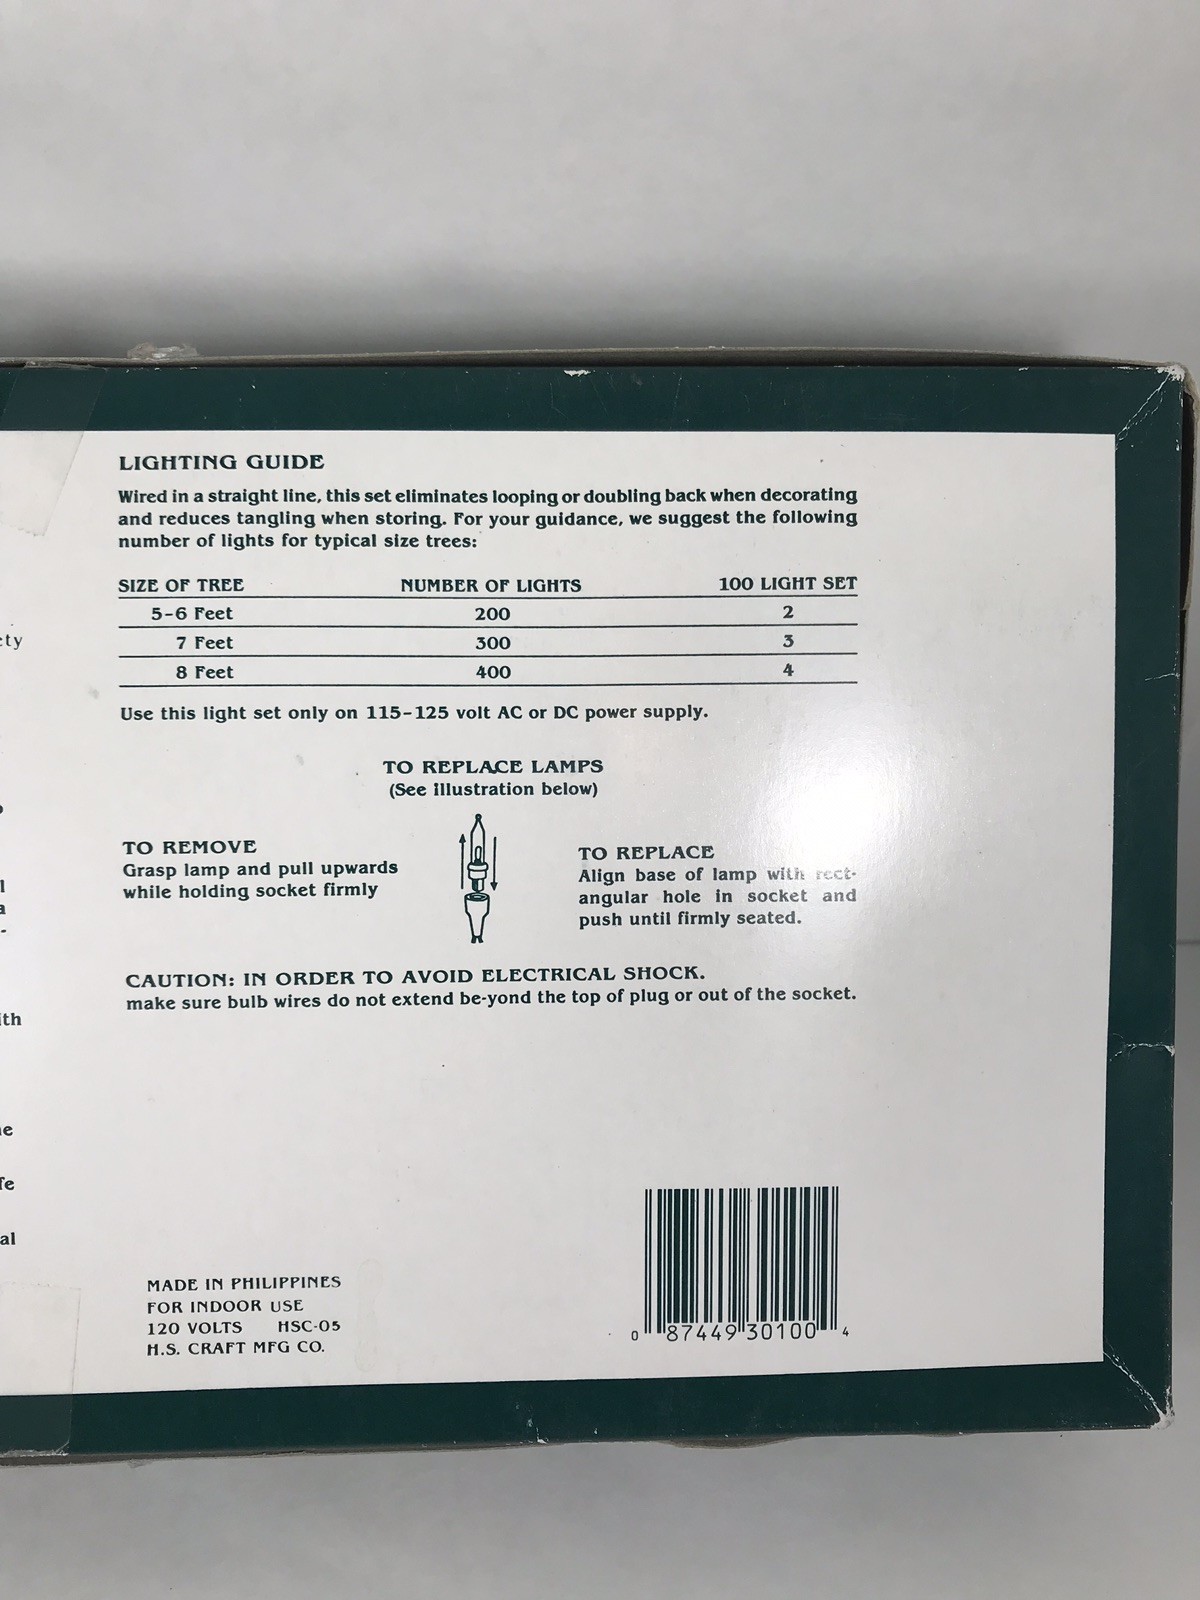 LIGHTING GUIDE
Wired in a straight line, this set eliminates looping or doubling back when decorating
and reduces tangling when storing. For your guidance, we suggest the following
number of lights for typical size trees:
SIZE OF TREE NUMBER OF LIGHTS 100 LIGHT SET
5-6 Feet 200 2
7 Feet 300 3
8 Feet 400 4
Use this light set only on 115-125 volt AC or DC power supply.
TO REPLACE LAMPS
(See illustration below)
TO REMOVE
Grasp lamp and pull upwards
while holding socket firmly
TO REPLACE
Align base of lamp with rect-
angular hole in socket and
push until firmly seated.
CAUTION: IN ORDER TO AVOID ELECTRICAL SHOCK.
make sure bulb wires do not extend be-yond the top of plug or out of the socket.
MADE IN PHILIPPINES
FOR INDOOR USE
120 VOLTS HSC-05
H.S. CRAFT MFG CO.
0 87449 30100 4